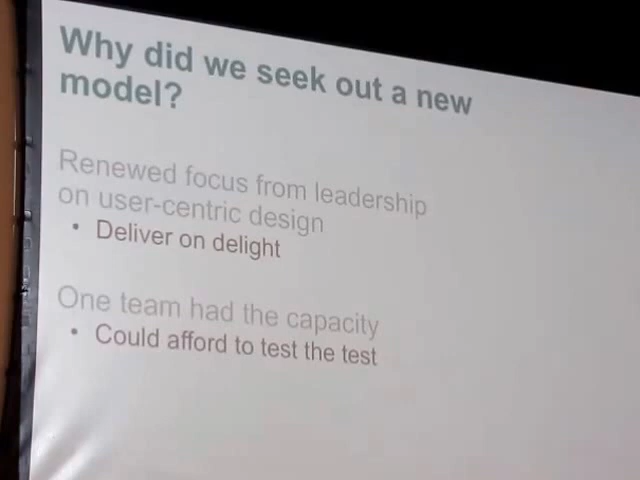 Why did we seek out a new
model?
Renewed focus from leadership
on user-centric design
• Deliver on delight
One team had the capacity
• Could afford to test the test